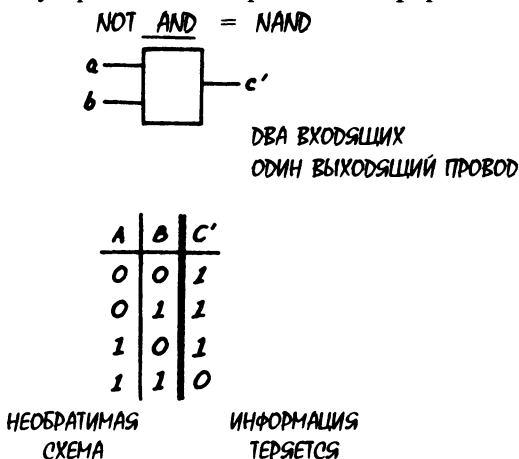 NOT AND = NAND
a
b
c'
ДВА ВХОДЯЩИХ
ОДИН ВЫХОДЯЩИЙ ПРОВОД
A B C'
0 0 1
0 1 1
1 0 1
1 1 0
НЕОБРАТИМАЯ ИНФОРМАЦИЯ
СХЕМА ТЕРЯЕТСЯ